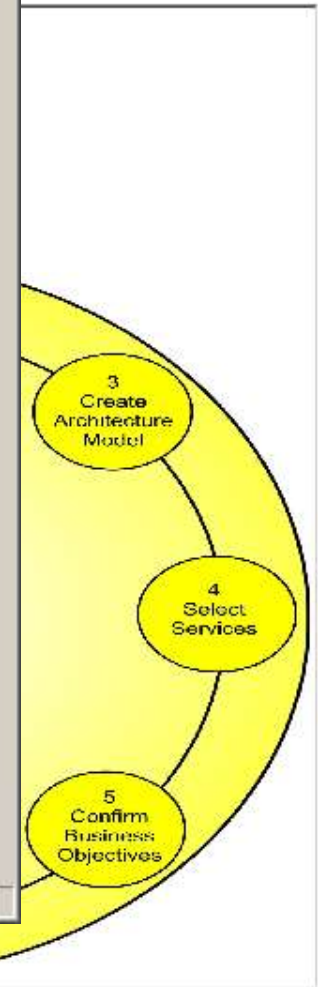 3
Create
Architecture
Model
4
Select
Services
5
Confirm
Business
Objectives